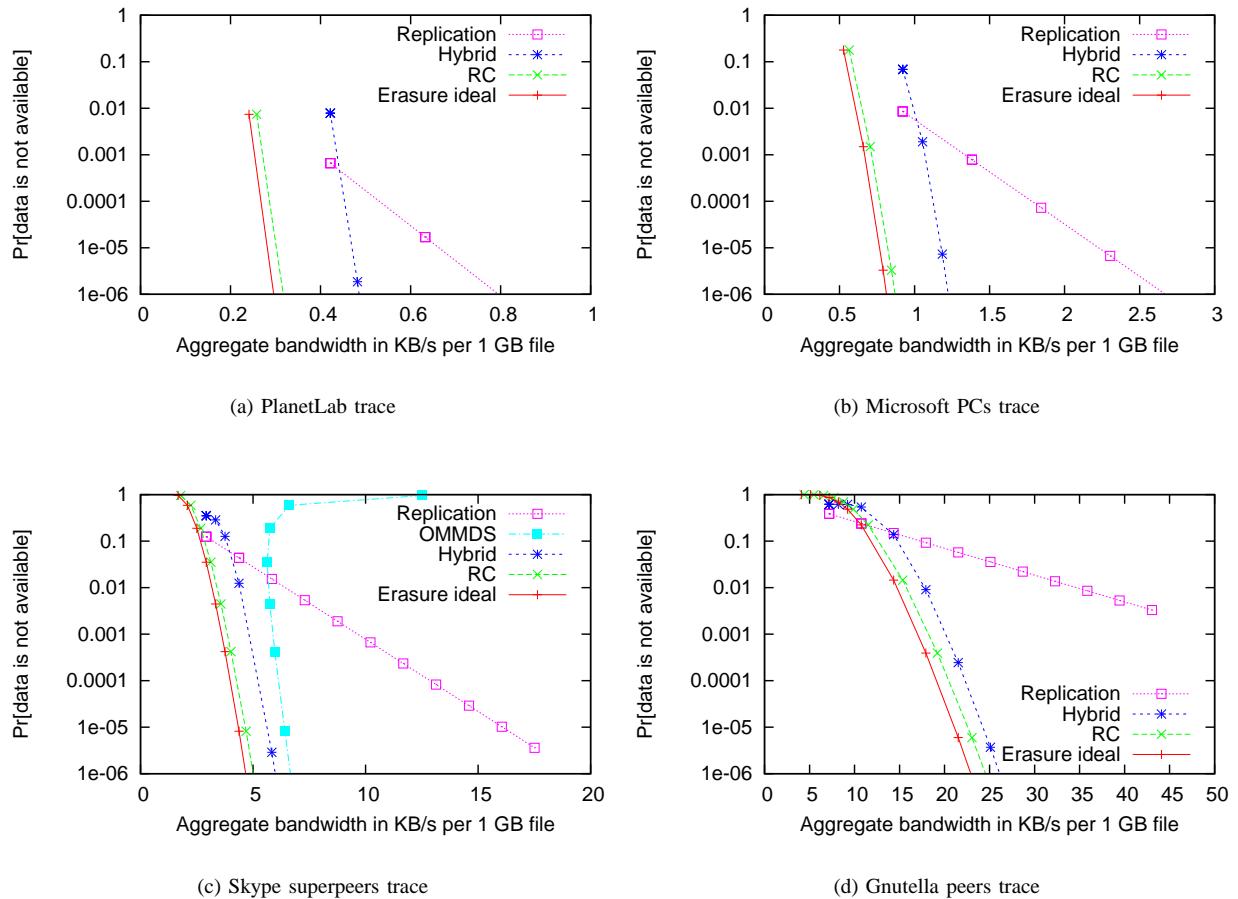 Pr[data is not available]
1
0.1
0.01
0.001
0.0001
1e-05
1e-06
0
0.2
0.4
0.6
0.8
1
Aggregate bandwidth in KB/s per 1 GB file
Replication
Hybrid
RC
Erasure ideal
(a) PlanetLab trace
Pr[data is not available]
1
0.1
0.01
0.001
0.0001
1e-05
1e-06
0
0.5
1
1.5
2
2.5
3
Aggregate bandwidth in KB/s per 1 GB file
Replication
Hybrid
RC
Erasure ideal
(b) Microsoft PCs trace
Pr[data is not available]
1
0.1
0.01
0.001
0.0001
1e-05
1e-06
0
5
10
15
20
Aggregate bandwidth in KB/s per 1 GB file
Replication
OMMDS
Hybrid
RC
Erasure ideal
(c) Skype superpeers trace
Pr[data is not available]
1
0.1
0.01
0.001
0.0001
1e-05
1e-06
0
5
10
15
20
25
30
35
40
45
50
Aggregate bandwidth in KB/s per 1 GB file
Replication
Hybrid
RC
Erasure ideal
(d) Gnutella peers trace